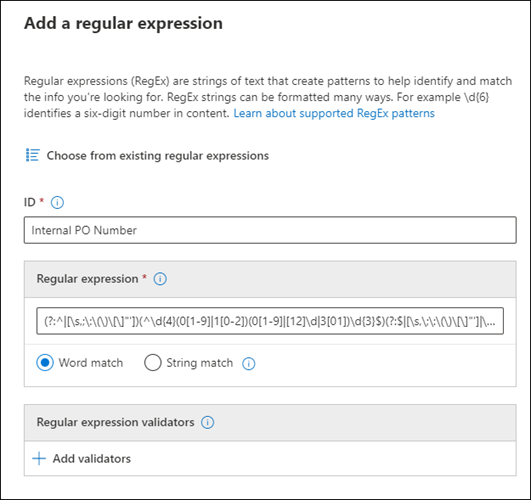 Add a regular expression
Regular expressions (RegEx) are strings of text that create patterns to help identify and match
the info you're looking for. RegEx strings can be formatted many ways. For example \d{6}
identifies a six-digit number in content. Learn about supported RegEx patterns
Choose from existing regular expressions
ID *
Internal PO Number
Regular expression *
(?:^|[\s,;\:\(\)\[\]"'])(^\d{4}(0[1-9]|1[0-2])(0[1-9]|[12]\d|3[01])\d{3}$)(?:$|[\s,\;\:\(\)\[\]"']|\...
Word match
String match
Regular expression validators
+ Add validators